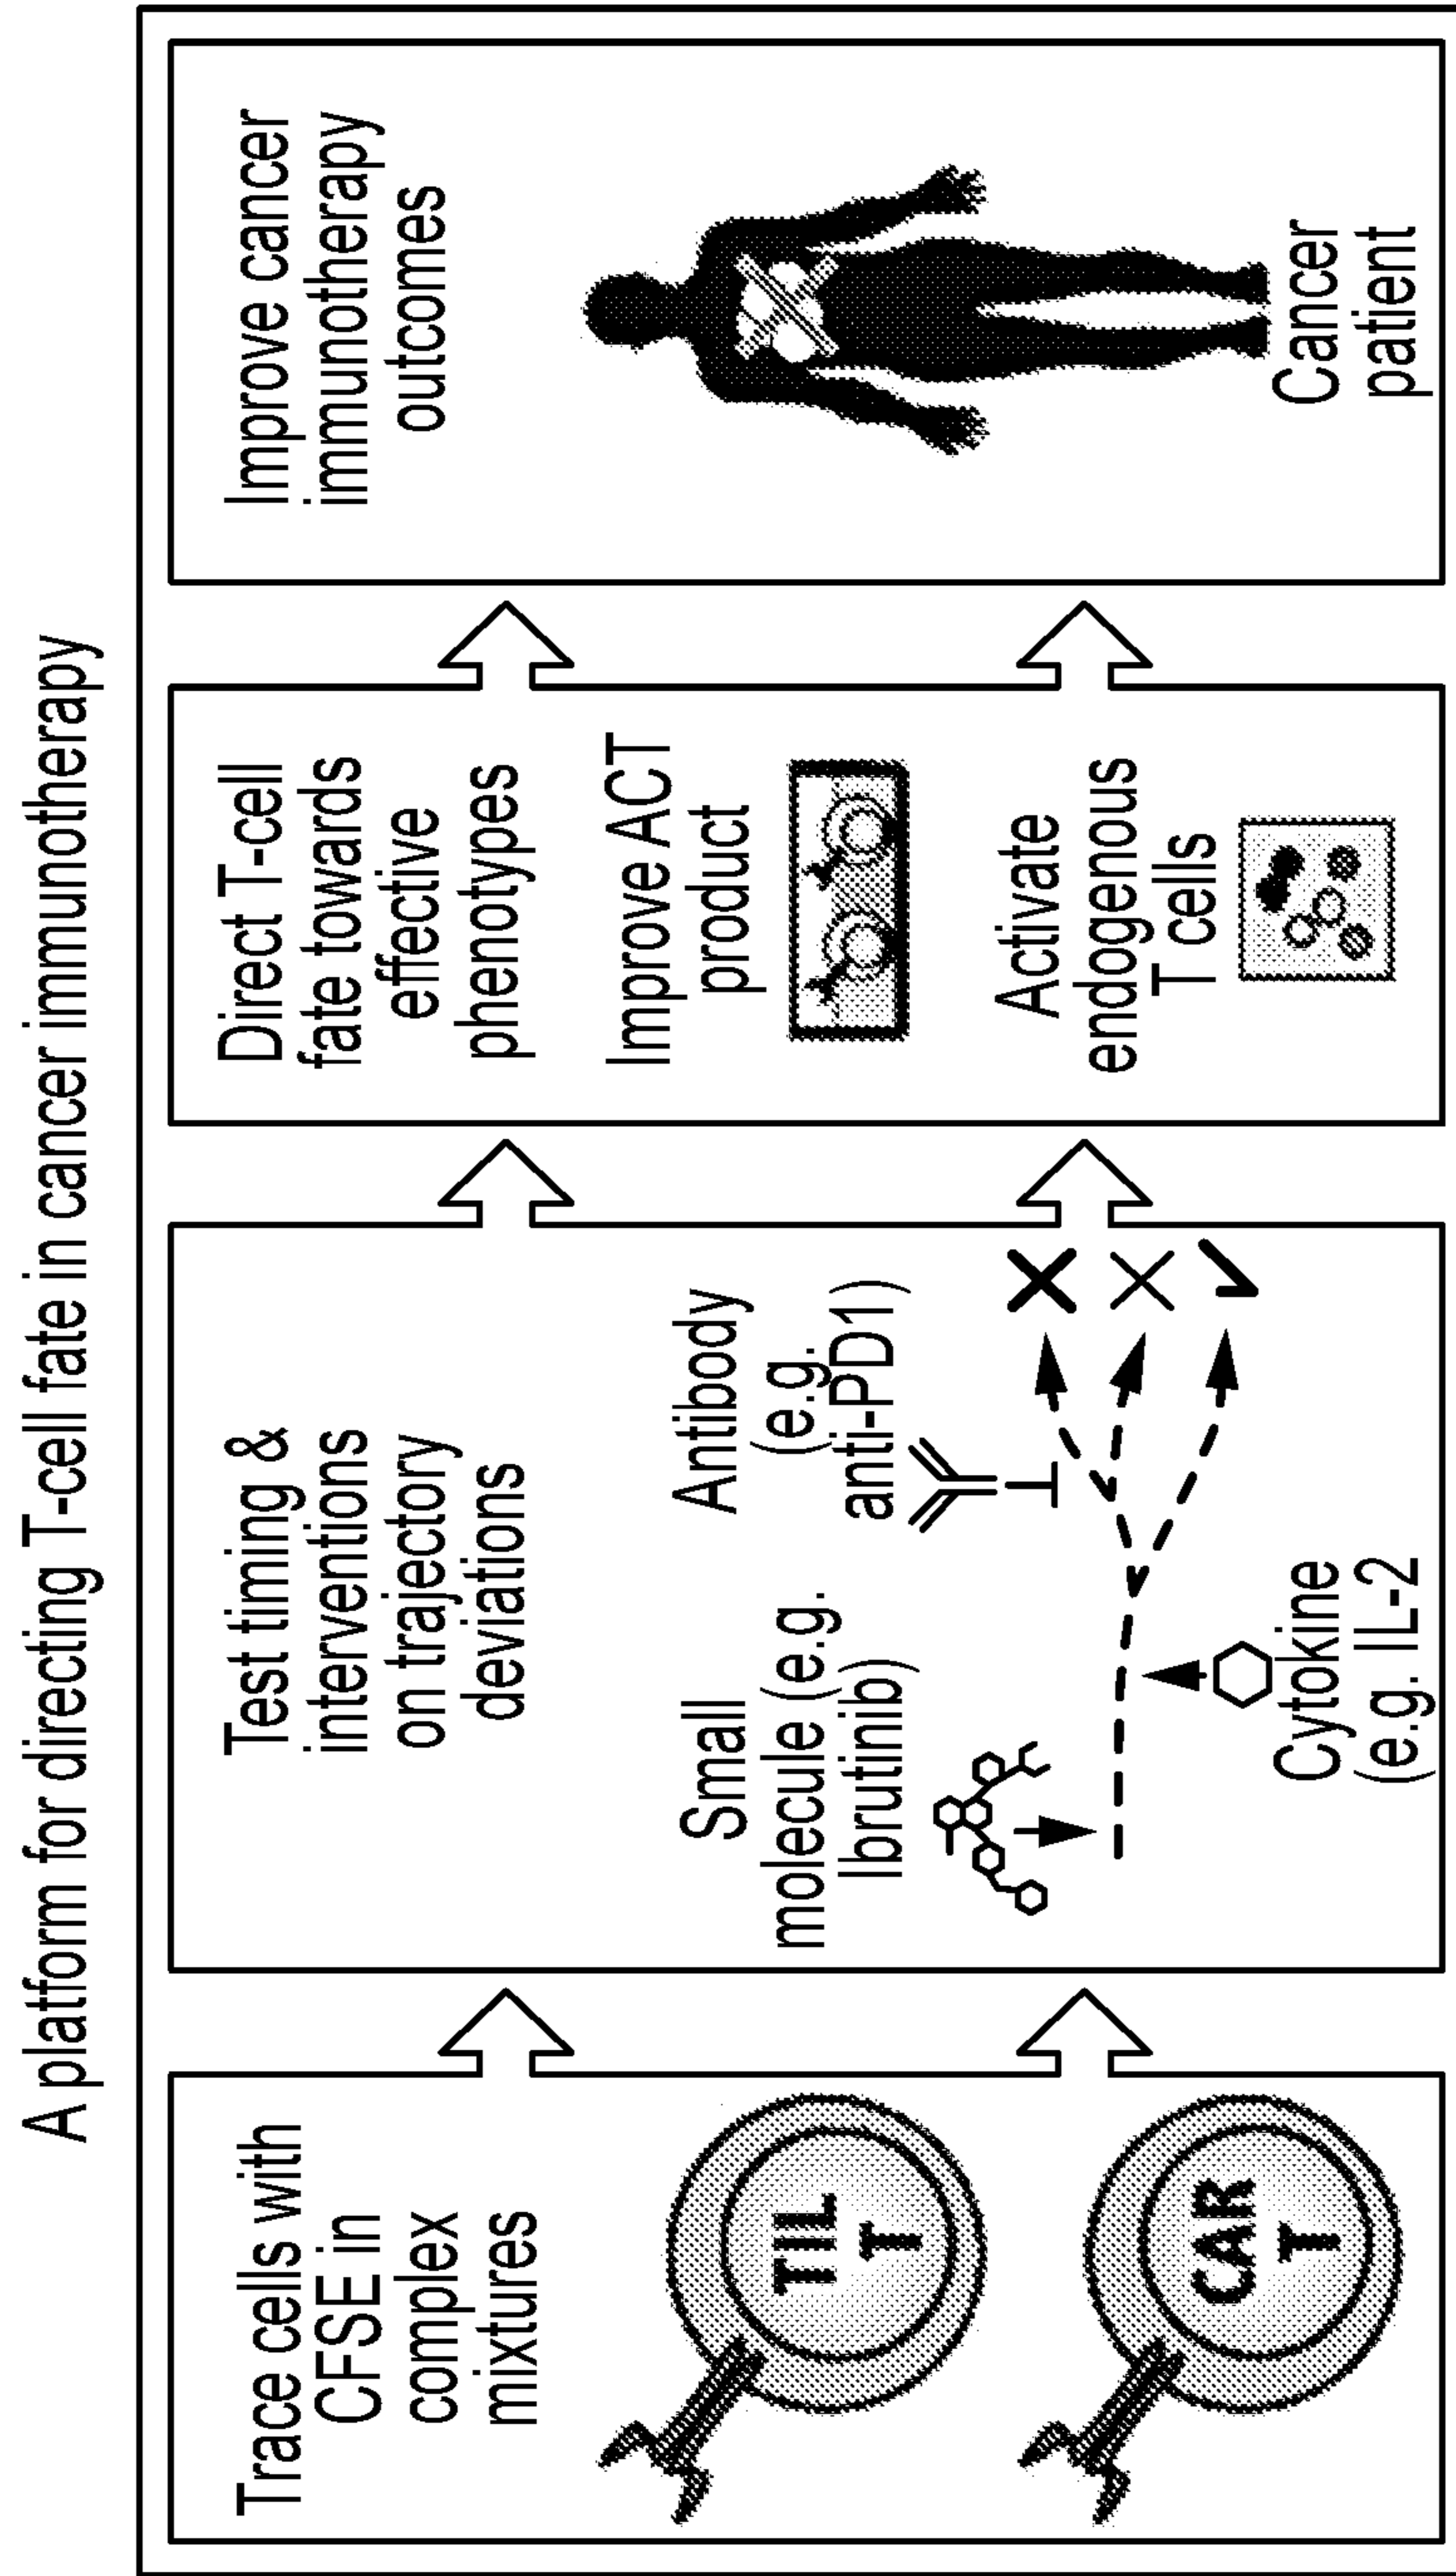 A platform for directing T-cell fate in cancer immunotherapy
Trace cells with
CFSE in
complex
mixtures
TIL
T
CAR
T
Test timing &
interventions
on trajectory
deviations
Small
molecule (e.g.
Ibrutinib)
Antibody
(e.g.
anti-PD1)
Cytokine
(e.g. IL-2
Direct T-cell
fate towards
effective
phenotypes
Improve ACT
product
Activate
endogenous
T cells
Improve cancer
immunotherapy
outcomes
Cancer
patient